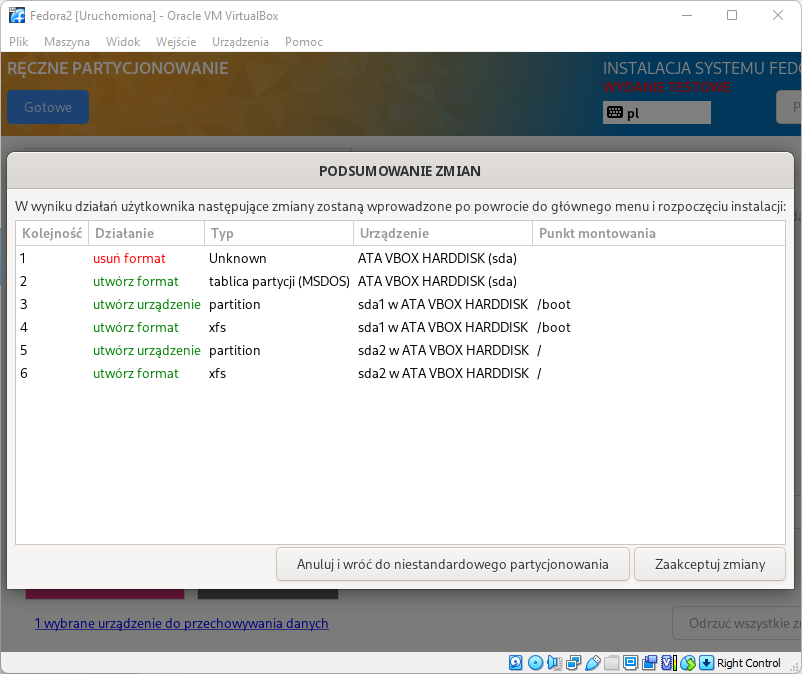 Fedora2 [Uruchomiona] - Oracle VM VirtualBox
Plik Maszyna Widok Wejście Urządzenia Pomoc
RĘCZNE PARTYCJONOWANIE
INSTALACJA SYSTEMU FEDO
WYDANIE TESTOWE
Gotowe
pl
P
PODSUMOWANIE ZMIAN
W wyniku działań użytkownika następujące zmiany zostaną wprowadzone po powrocie do głównego menu i rozpoczęciu instalacji:
Kolejność Działanie Typ Urządzenie Punkt montowania
1 usuń format Unknown ATA VBOX HARDDISK (sda)
2 utwórz format tablica partycji (MSDOS) ATA VBOX HARDDISK (sda)
3 utwórz urządzenie partition sda1 w ATA VBOX HARDDISK /boot
4 utwórz format xfs sda1 w ATA VBOX HARDDISK /boot
5 utwórz urządzenie partition sda2 w ATA VBOX HARDDISK /
6 utwórz format xfs sda2 w ATA VBOX HARDDISK /
Anuluj i wróć do niestandardowego partycjonowania Zaakceptuj zmiany
1 wybrane urządzenie do przechowywania danych
Odrzuć wszystkie z
Right Control